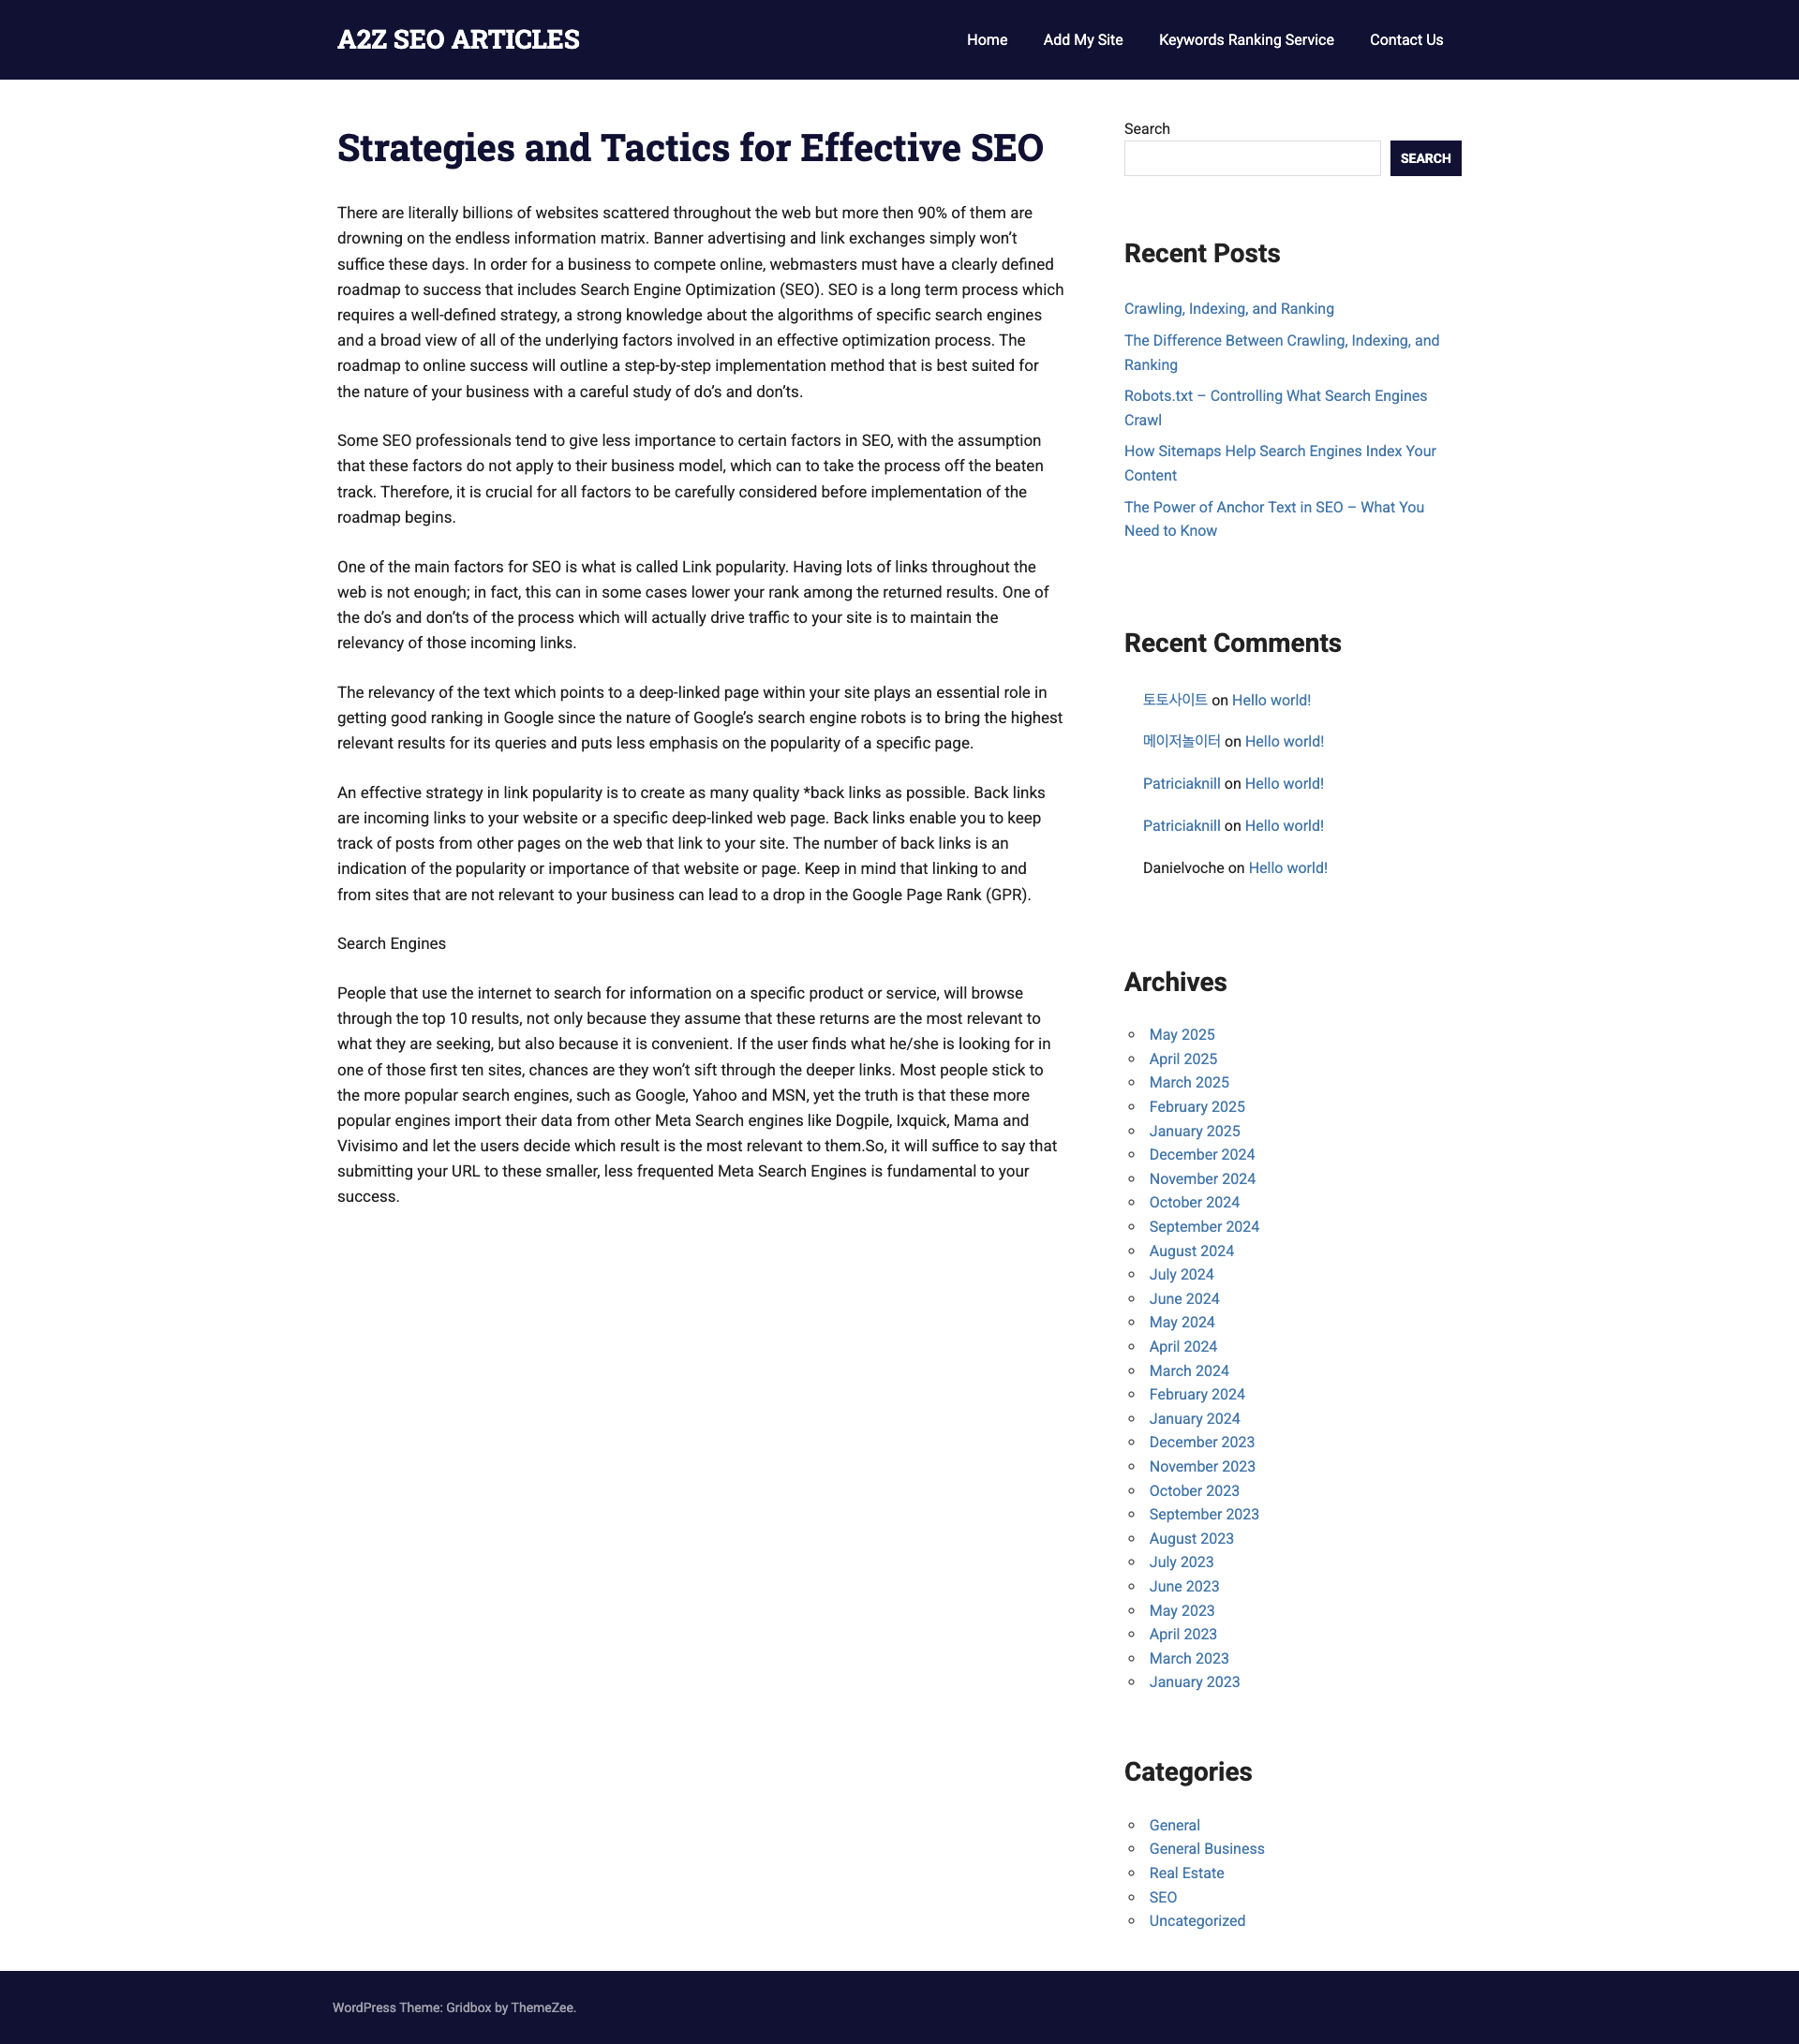 A2Z SEO ARTICLES
Home
Add My Site
Keywords Ranking Service
Contact Us
Strategies and Tactics for Effective SEO
There are literally billions of websites scattered throughout the web but more then 90% of them are
drowning on the endless information matrix. Banner advertising and link exchanges simply won’t
suffice these days. In order for a business to compete online, webmasters must have a clearly defined
roadmap to success that includes Search Engine Optimization (SEO). SEO is a long term process which
requires a well-defined strategy, a strong knowledge about the algorithms of specific search engines
and a broad view of all of the underlying factors involved in an effective optimization process. The
roadmap to online success will outline a step-by-step implementation method that is best suited for
the nature of your business with a careful study of do’s and don’ts.
Some SEO professionals tend to give less importance to certain factors in SEO, with the assumption
that these factors do not apply to their business model, which can to take the process off the beaten
track. Therefore, it is crucial for all factors to be carefully considered before implementation of the
roadmap begins.
One of the main factors for SEO is what is called Link popularity. Having lots of links throughout the
web is not enough; in fact, this can in some cases lower your rank among the returned results. One of
the do’s and don’ts of the process which will actually drive traffic to your site is to maintain the
relevancy of those incoming links.
The relevancy of the text which points to a deep-linked page within your site plays an essential role in
getting good ranking in Google since the nature of Google’s search engine robots is to bring the highest
relevant results for its queries and puts less emphasis on the popularity of a specific page.
An effective strategy in link popularity is to create as many quality *back links as possible. Back links
are incoming links to your website or a specific deep-linked web page. Back links enable you to keep
track of posts from other pages on the web that link to your site. The number of back links is an
indication of the popularity or importance of that website or page. Keep in mind that linking to and
from sites that are not relevant to your business can lead to a drop in the Google Page Rank (GPR).
Search Engines
People that use the internet to search for information on a specific product or service, will browse
through the top 10 results, not only because they assume that these returns are the most relevant to
what they are seeking, but also because it is convenient. If the user finds what he/she is looking for in
one of those first ten sites, chances are they won’t sift through the deeper links. Most people stick to
the more popular search engines, such as Google, Yahoo and MSN, yet the truth is that these more
popular engines import their data from other Meta Search engines like Dogpile, Ixquick, Mama and
Vivisimo and let the users decide which result is the most relevant to them.So, it will suffice to say that
submitting your URL to these smaller, less frequented Meta Search Engines is fundamental to your
success.
Search
SEARCH
Recent Posts
Crawling, Indexing, and Ranking
The Difference Between Crawling, Indexing, and
Ranking
Robots.txt – Controlling What Search Engines
Crawl
How Sitemaps Help Search Engines Index Your
Content
The Power of Anchor Text in SEO – What You
Need to Know
Recent Comments
토토사이트 on Hello world!
메이저놀이터 on Hello world!
Patriciaknill on Hello world!
Patriciaknill on Hello world!
Danielvoche on Hello world!
Archives
May 2025
April 2025
March 2025
February 2025
January 2025
December 2024
November 2024
October 2024
September 2024
August 2024
July 2024
June 2024
May 2024
April 2024
March 2024
February 2024
January 2024
December 2023
November 2023
October 2023
September 2023
August 2023
July 2023
June 2023
May 2023
April 2023
March 2023
January 2023
Categories
General
General Business
Real Estate
SEO
Uncategorized
WordPress Theme: Gridbox by ThemeZee.